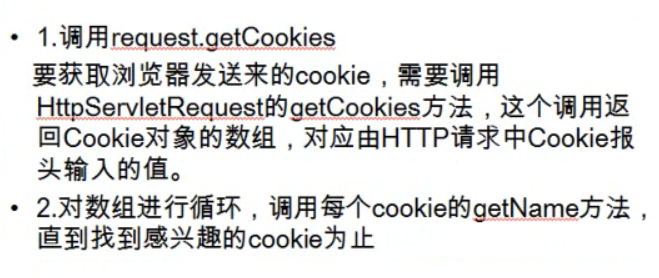 • 1.调用request.getCookies
要获取浏览器发送来的cookie，需要调用
HttpServletRequest的getCookies方法，这个调用返
回Cookie对象的数组，对应由HTTP请求中Cookie报
头输入的值。
• 2.对数组进行循环，调用每个cookie的getName方法，
直到找到感兴趣的cookie为止